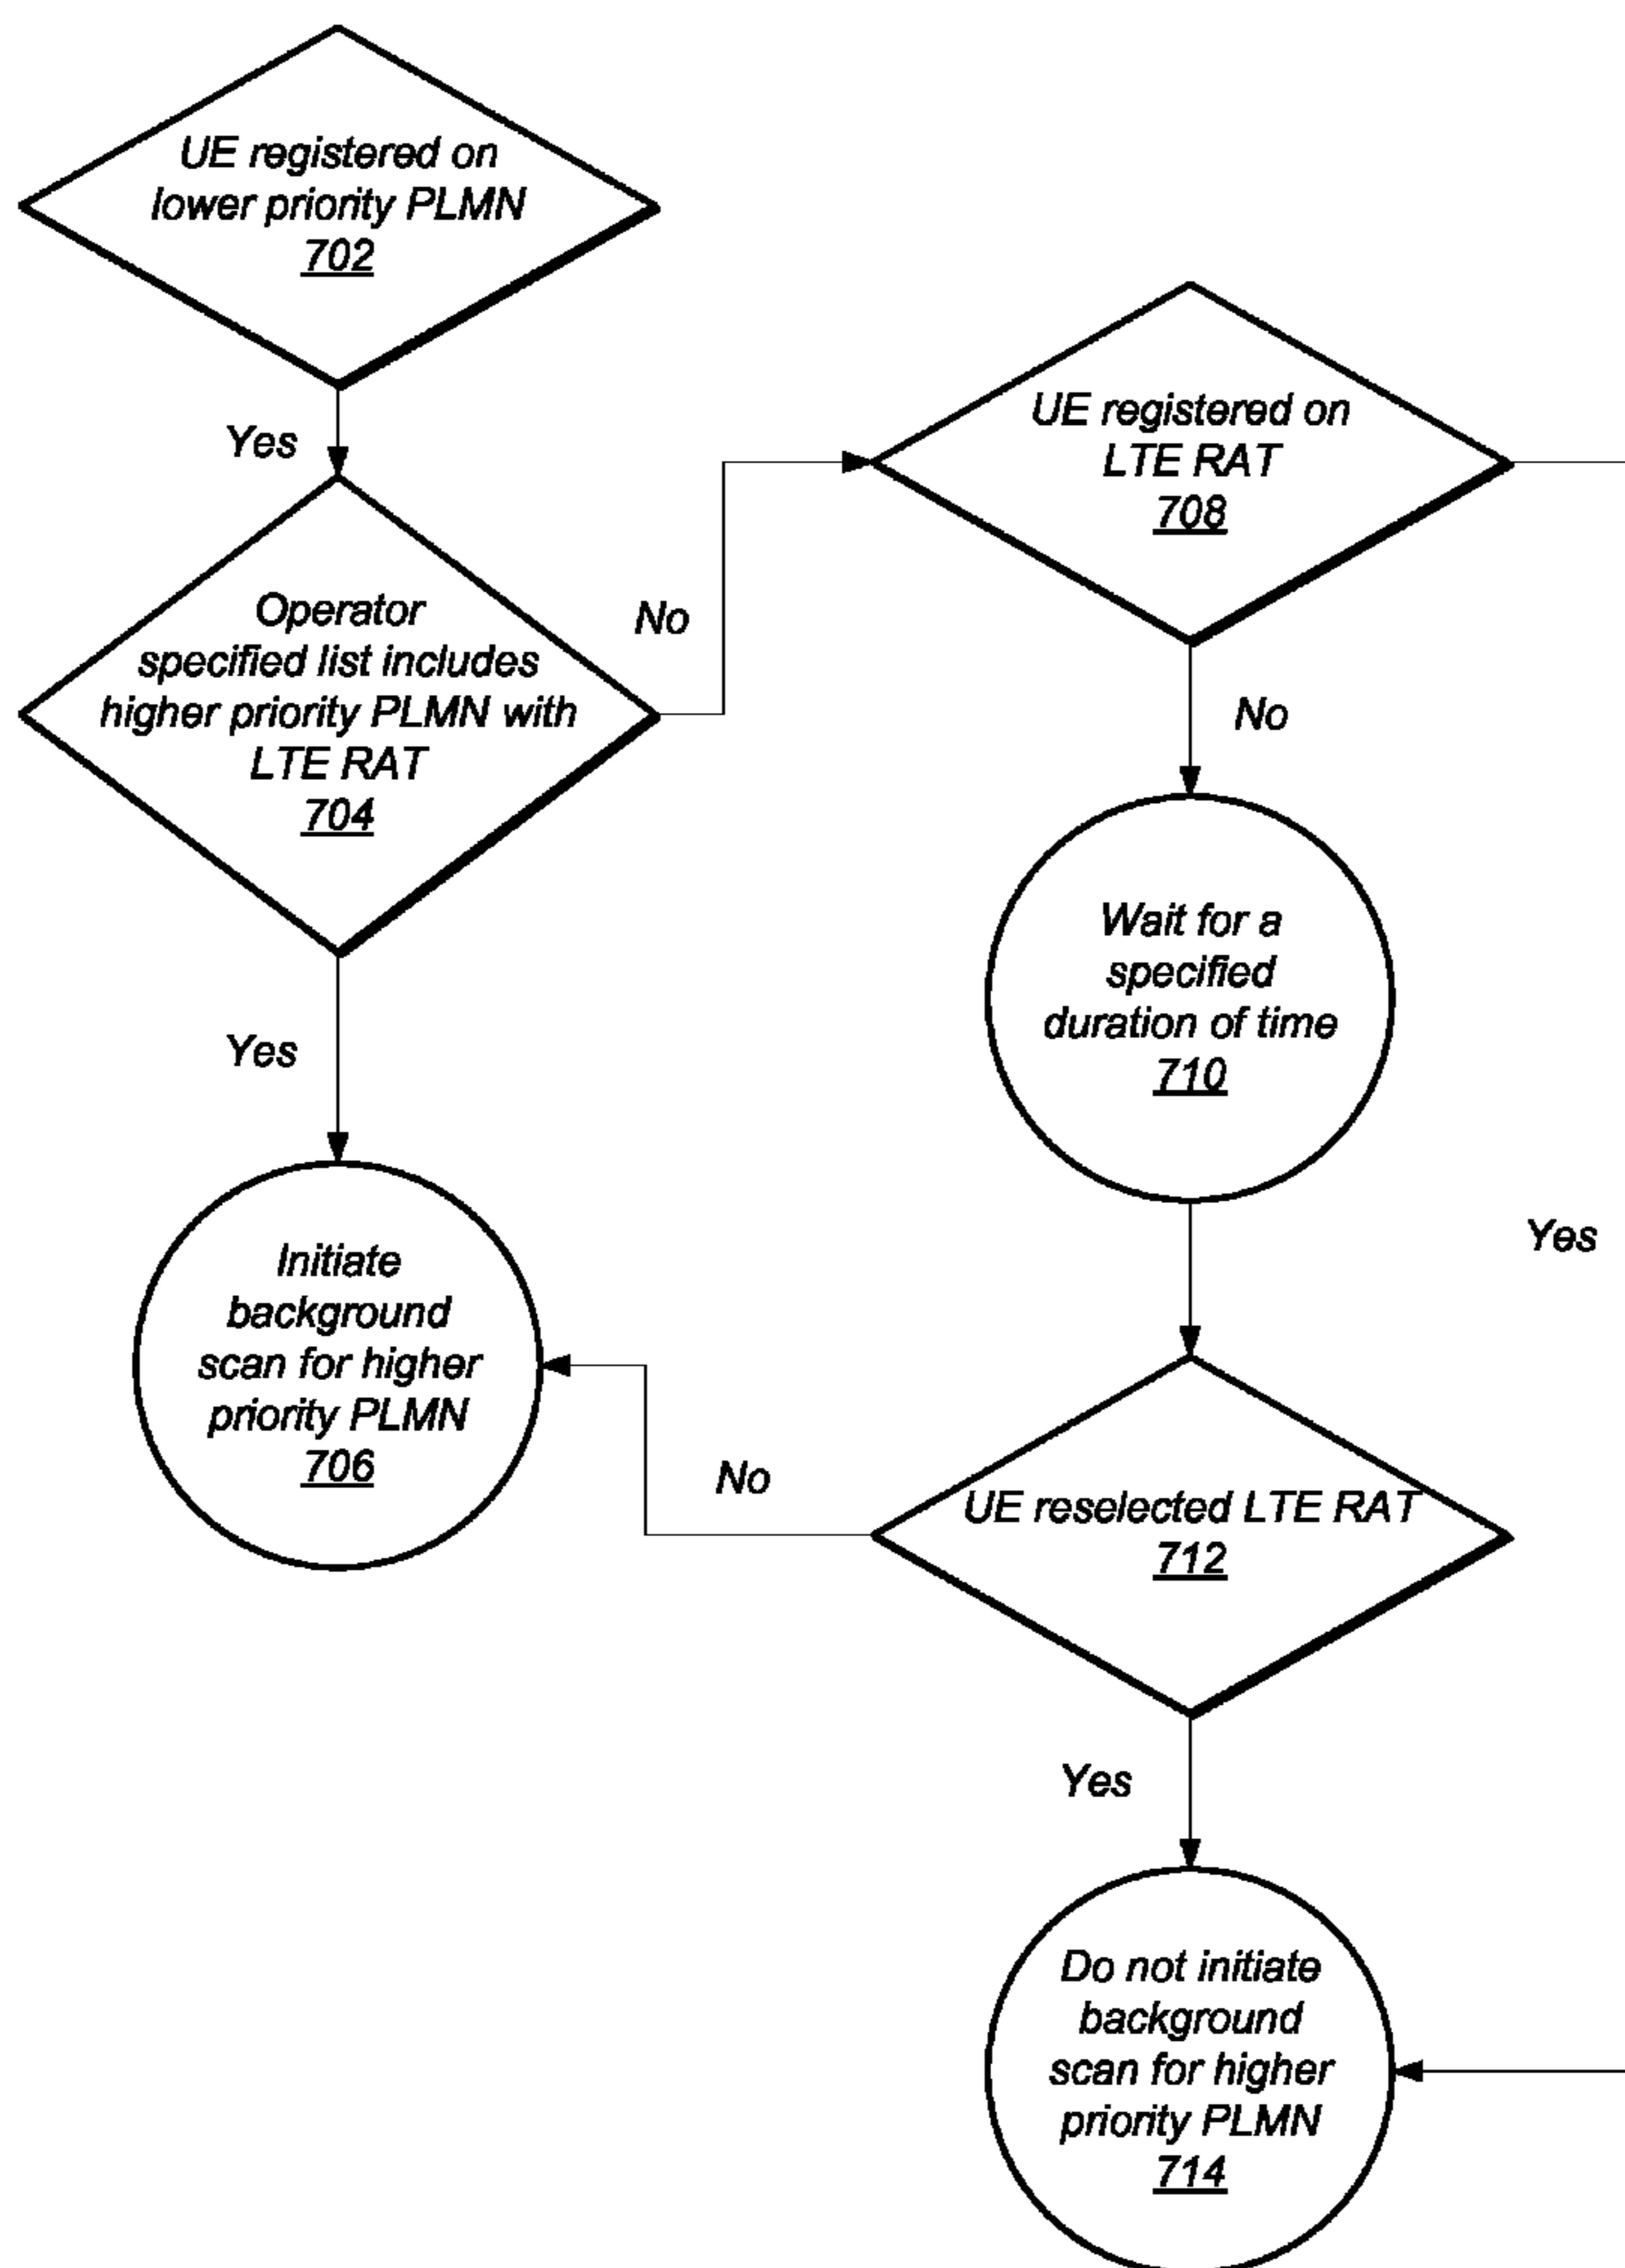 UE registered on
lower priority PLMN
702
Yes
Operator
specified list includes
higher priority PLMN with
LTE RAT
704
No
Yes
Initiate
background
scan for higher
priority PLMN
706
UE registered on
LTE RAT
708
No
Wait for a
specified
duration of time
710
Yes
UE reselected LTE RAT
712
No
Yes
Do not initiate
background
scan for higher
priority PLMN
714